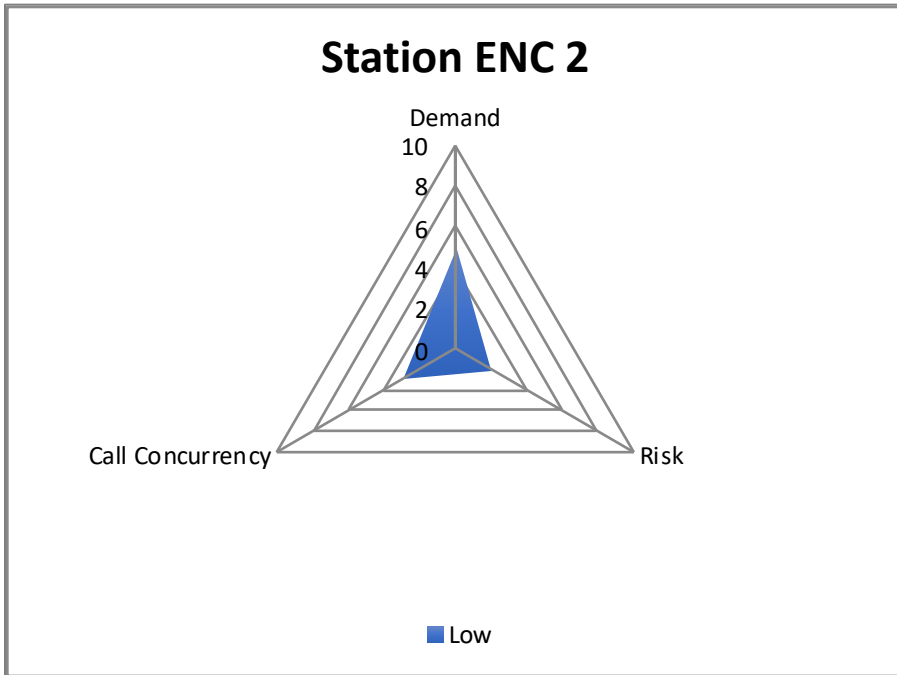 Station ENC 2
Demand
10
8
6
4
2
0
Call Concurrency
Risk
Low